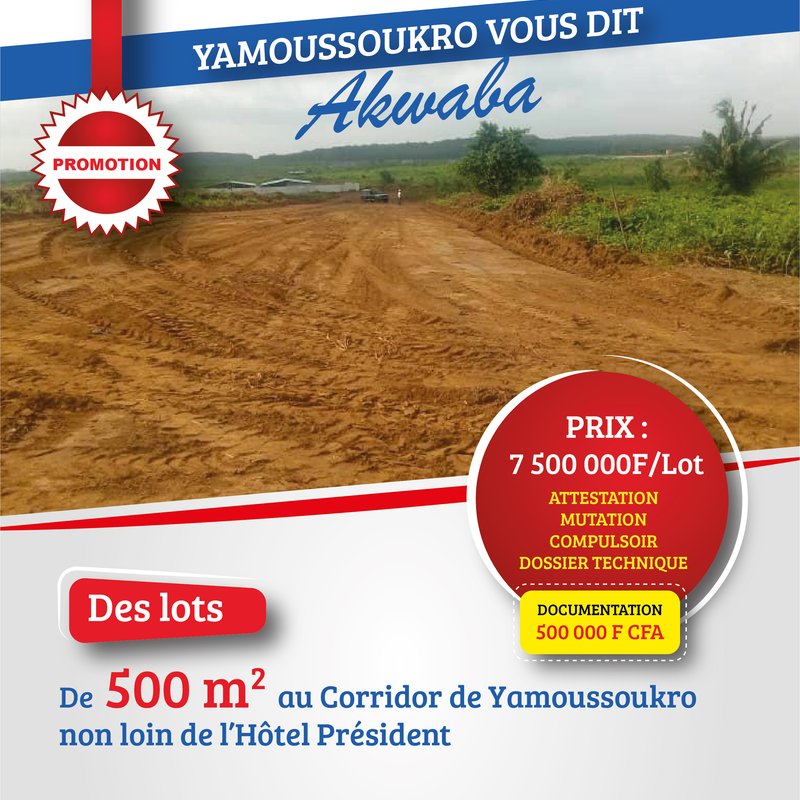 YAMOUSSOUKRO VOUS DIT
Akwaba
PROMOTION
PRIX :
7 500 000F/Lot
ATTESTATION
MUTATION
COMPULSOIR
DOSSIER TECHNIQUE
DOCUMENTATION
500 000 F CFA
Des lots
De 500 m² au Corridor de Yamoussoukro
non loin de l'Hôtel Président